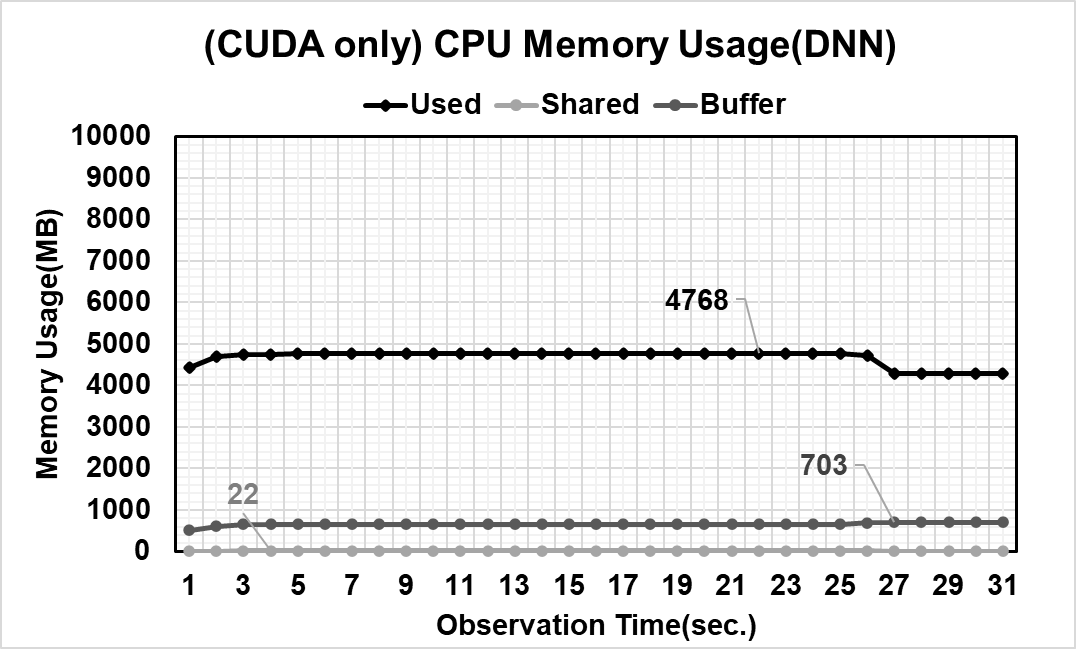 (CUDA only) CPU Memory Usage(DNN)
Used Shared Buffer
10000
9000
8000
7000
6000
5000
4000
3000
2000
1000
0
Memory Usage(MB)
4768
703
22
1 3 5 7 9 11 13 15 17 19 21 23 25 27 29 31
Observation Time(sec.)